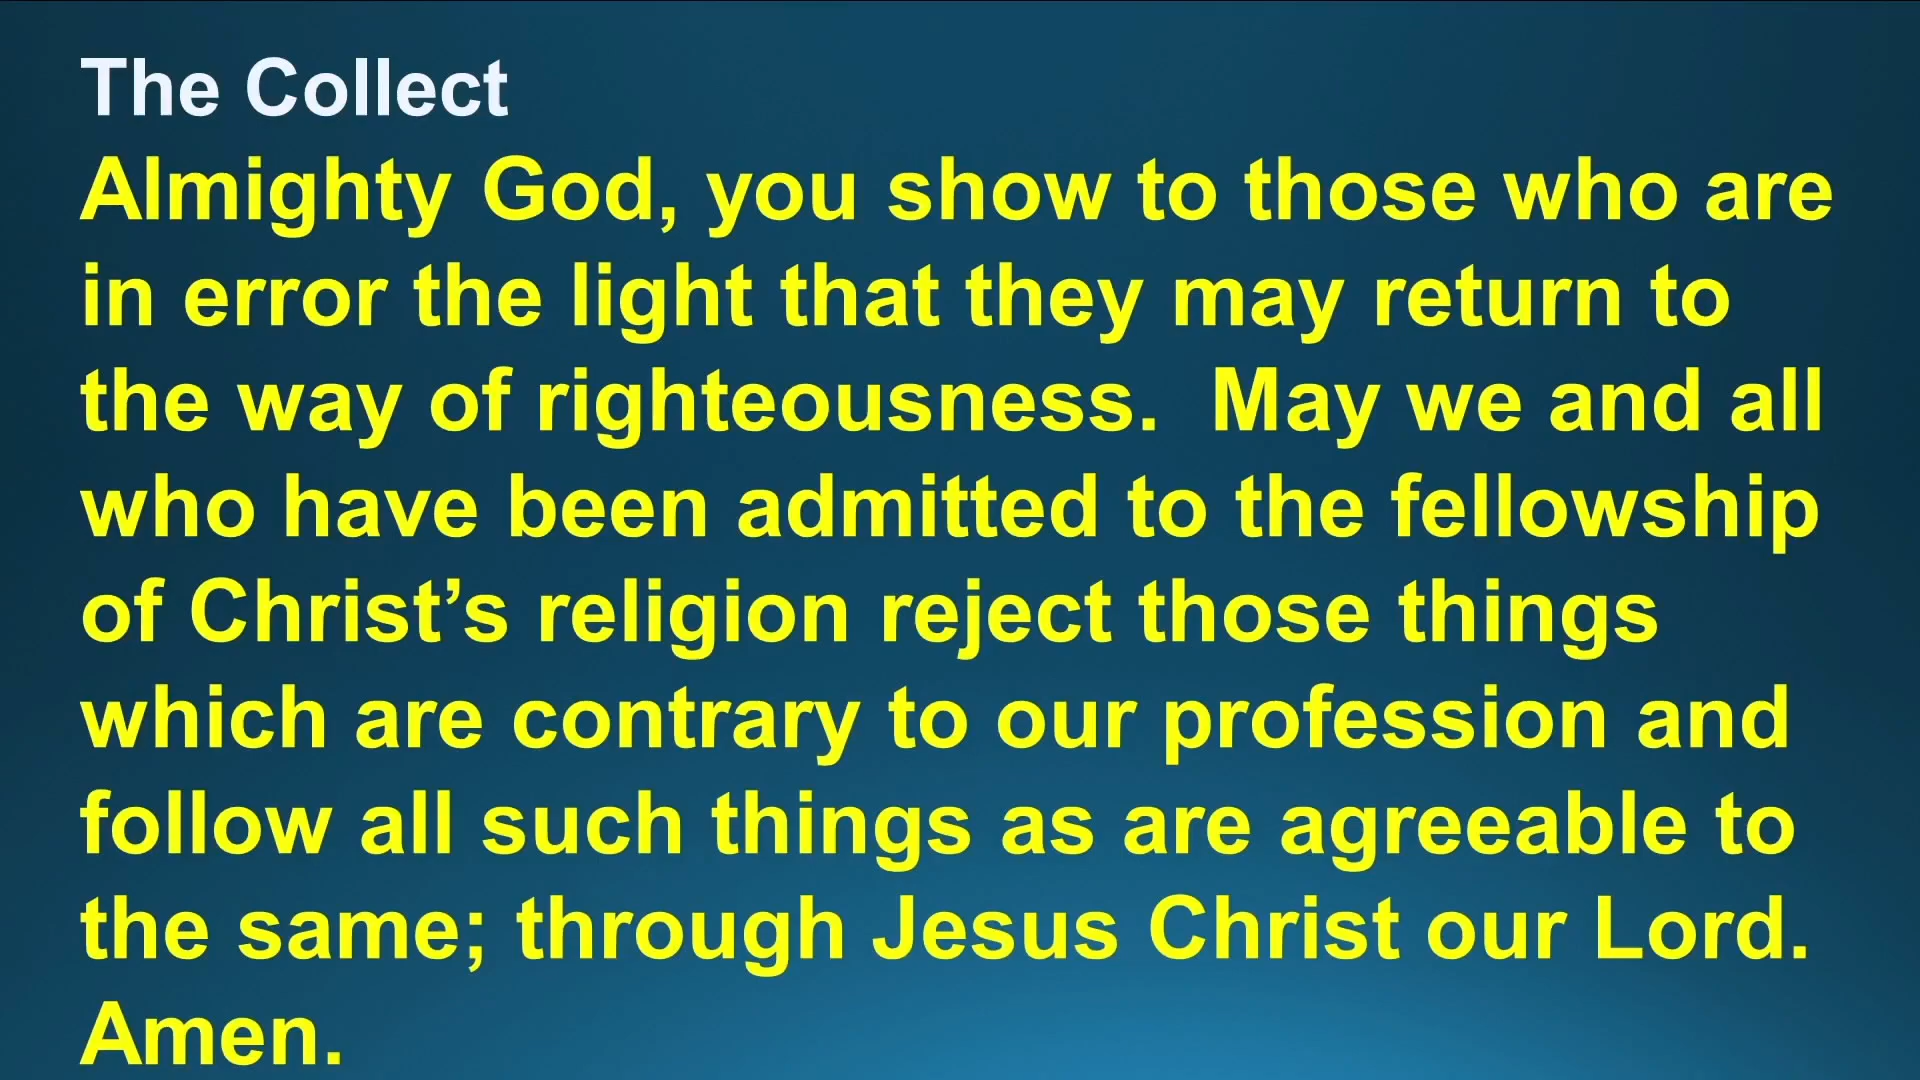 The Collect
Almighty God, you show to those who are
in error the light that they may return to
the way of righteousness.  May we and all
who have been admitted to the fellowship
of Christ’s religion reject those things
which are contrary to our profession and
follow all such things as are agreeable to
the same; through Jesus Christ our Lord.
Amen.